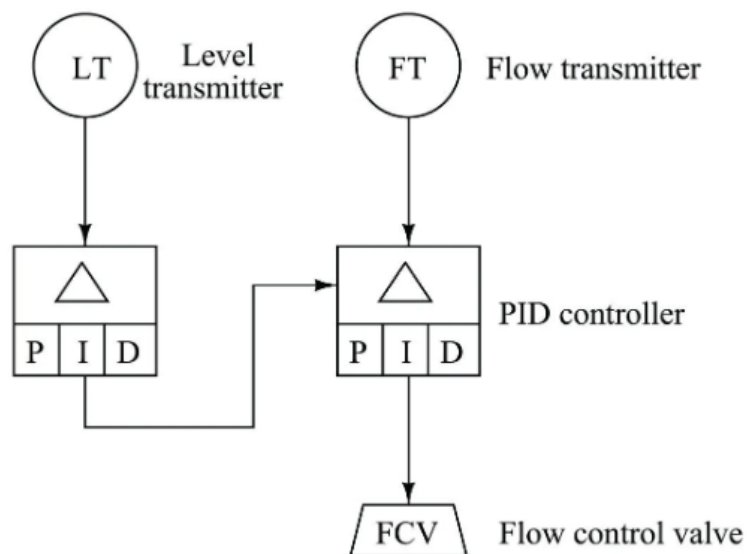 LT
Level
transmitter
FT
Flow transmitter
P I D
P I D
PID controller
FCV
Flow control valve